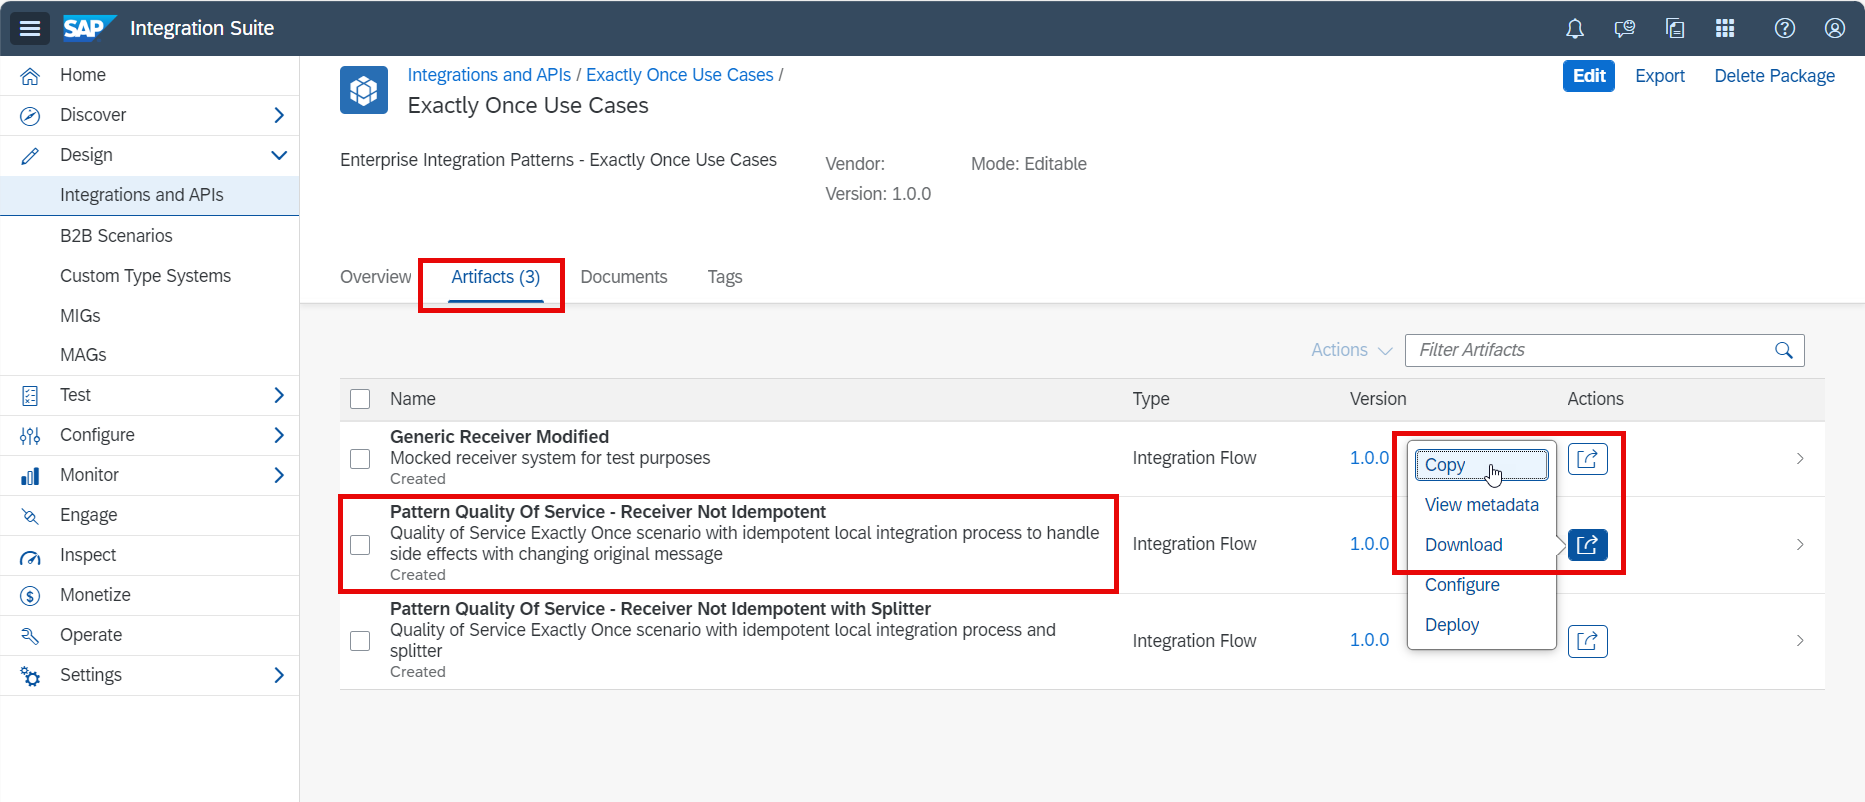 SAP Integration Suite
Home
Discover
Design
Integrations and APIs
B2B Scenarios
Custom Type Systems
MIGs
MAGs
Test
Configure
Monitor
Engage
Inspect
Monetize
Operate
Settings
Integrations and APIs / Exactly Once Use Cases /
Exactly Once Use Cases
Edit Export Delete Package
Enterprise Integration Patterns - Exactly Once Use Cases
Vendor:
Version: 1.0.0
Mode: Editable
Overview Artifacts (3) Documents Tags
Actions Filter Artifacts
Name Type Version Actions
Generic Receiver Modified
Mocked receiver system for test purposes
Created
Integration Flow 1.0.0
Pattern Quality Of Service - Receiver Not Idempotent
Quality of Service Exactly Once scenario with idempotent local integration process to handle
side effects with changing original message
Created
Integration Flow 1.0.0
Pattern Quality Of Service - Receiver Not Idempotent with Splitter
Quality of Service Exactly Once scenario with idempotent local integration process and
splitter
Created
Integration Flow 1.0.0
Copy
View metadata
Download
Configure
Deploy